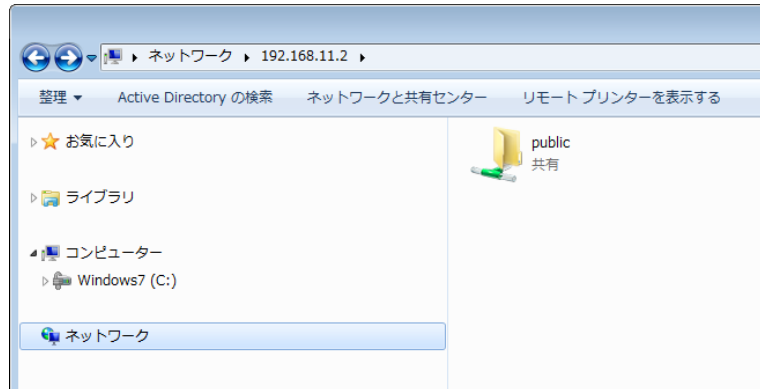 ネットワーク 192.168.11.2
整理 Active Directory の検索 ネットワークと共有センター リモート プリンターを表示する
お気に入り
ライブラリ
コンピューター
Windows7 (C:)
ネットワーク
public
共有